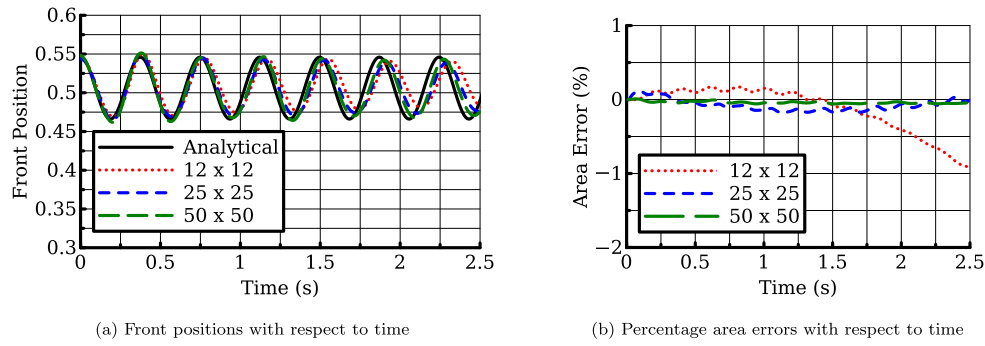 0.6
0.55
0.5
0.45
0.4
0.35
0.3
Front Position
Analytical
12 x 12
25 x 25
50 x 50
0 0.5 1 1.5 2 2.5
Time (s)
(a) Front positions with respect to time
1
0
−1
−2
Area Error (%)
12 x 12
25 x 25
50 x 50
0 0.5 1 1.5 2 2.5
Time (s)
(b) Percentage area errors with respect to time